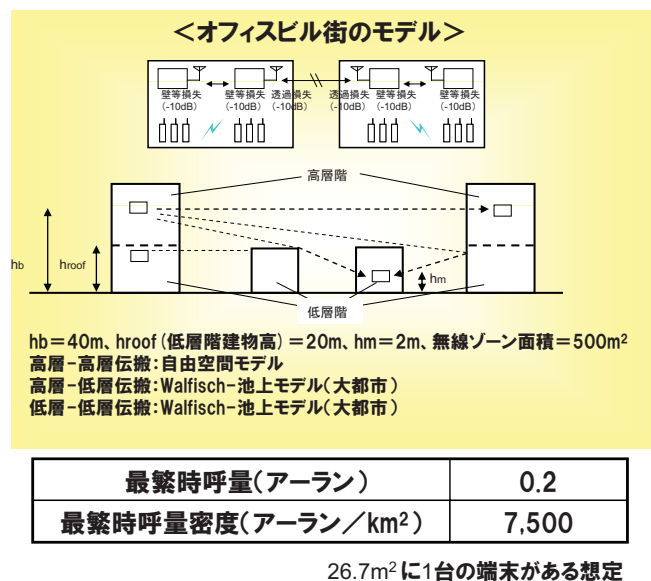 ＜オフィスビル街のモデル＞
壁等損失 壁等損失 透過損失 透過損失 壁等損失 壁等損失
(-10dB) (-10dB) (-10dB) (-10dB) (-10dB) (-10dB)
高層階
hb
hroof
hm
低層階
hb＝40m、hroof（低層階建物高）＝20m、hm＝2m、無線ゾーン面積＝500m²
高層－高層伝搬：自由空間モデル
高層－低層伝搬：Walfisch－池上モデル（大都市）
低層－低層伝搬：Walfisch－池上モデル（大都市）
最繁時呼量（アーラン） 0.2
最繁時呼量密度（アーラン／km²） 7,500
26.7m²に1台の端末がある想定